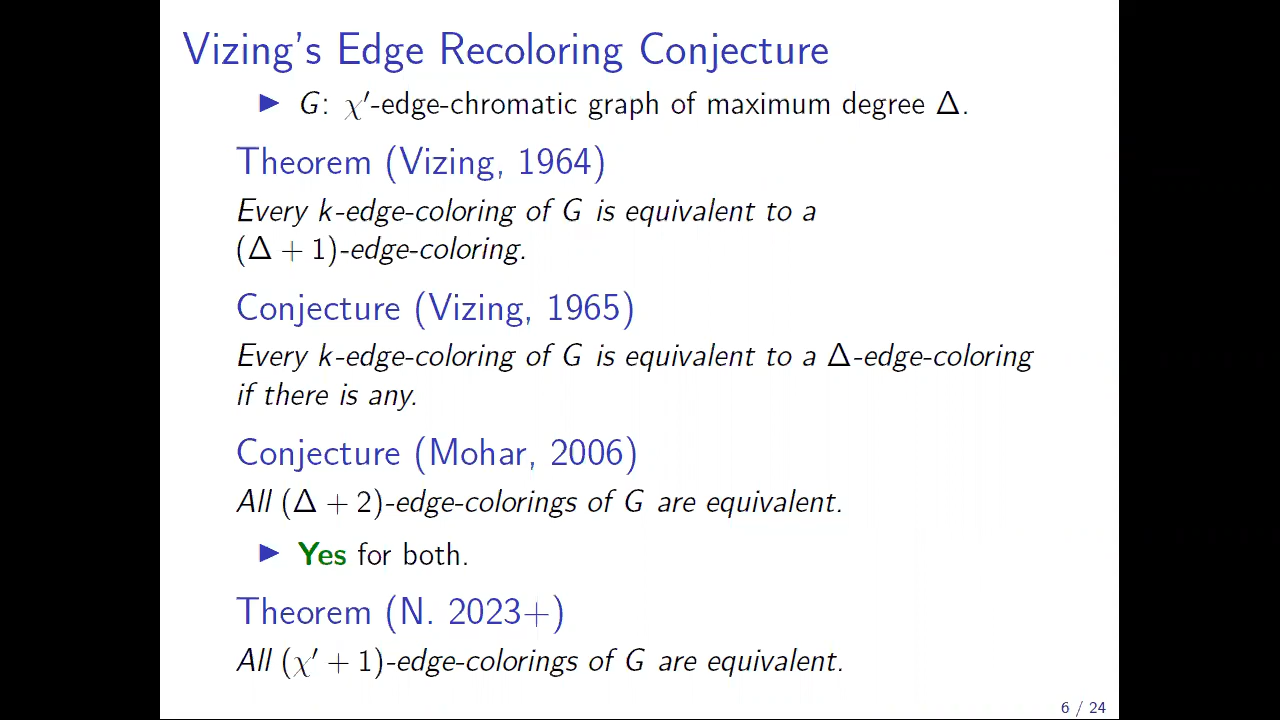 Vizing's Edge Recoloring Conjecture
▶ G: χ′-edge-chromatic graph of maximum degree Δ.
Theorem (Vizing, 1964)
Every k-edge-coloring of G is equivalent to a
(Δ + 1)-edge-coloring.
Conjecture (Vizing, 1965)
Every k-edge-coloring of G is equivalent to a Δ-edge-coloring
if there is any.
Conjecture (Mohar, 2006)
All (Δ + 2)-edge-colorings of G are equivalent.
▶ Yes for both.
Theorem (N. 2023+)
All (χ′ + 1)-edge-colorings of G are equivalent.
6 / 24